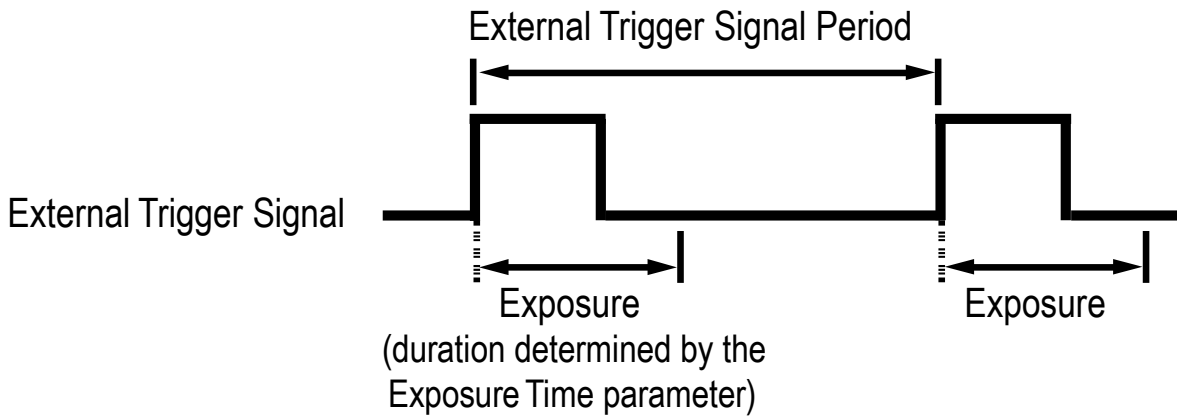 External Trigger Signal Period
External Trigger Signal
Exposure
(duration determined by the
Exposure Time parameter)
Exposure